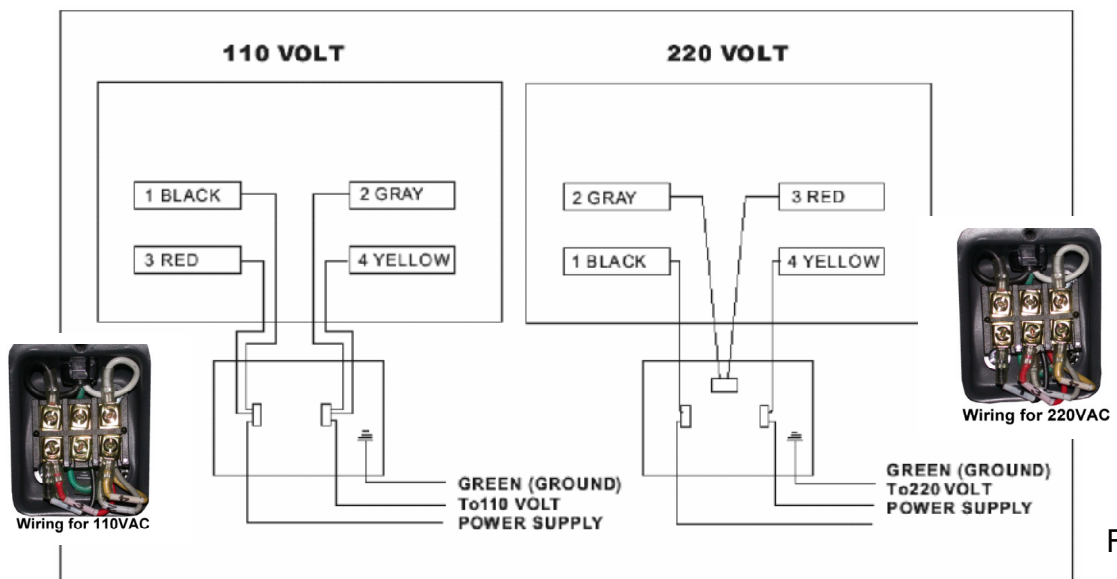 110 VOLT
1 BLACK
2 GRAY
3 RED
4 YELLOW
GREEN (GROUND)
To110 VOLT
POWER SUPPLY
Wiring for 110VAC
220 VOLT
2 GRAY
3 RED
1 BLACK
4 YELLOW
GREEN (GROUND)
To220 VOLT
POWER SUPPLY
Wiring for 220VAC
F